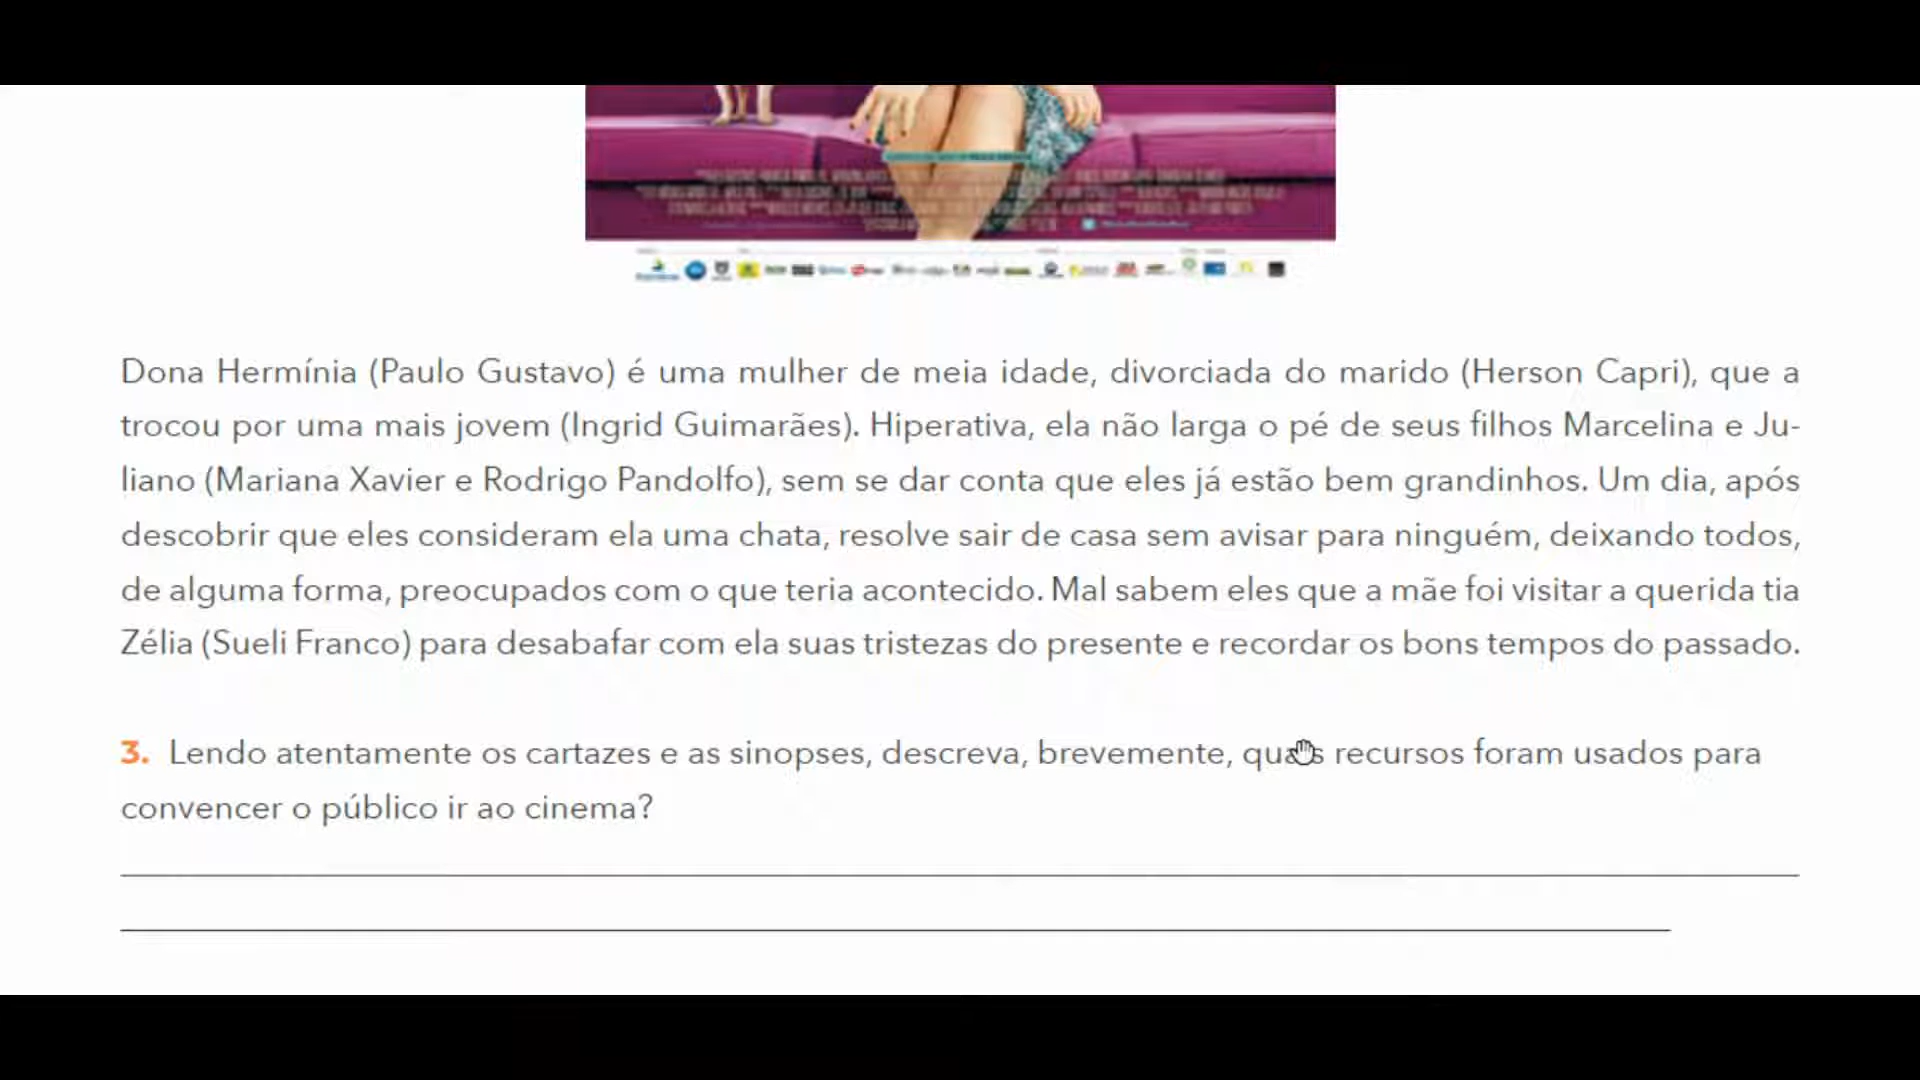 Dona Hermínia (Paulo Gustavo) é uma mulher de meia idade, divorciada do marido (Herson Capri), que a
trocou por uma mais jovem (Ingrid Guimarães). Hiperativa, ela não larga o pé de seus filhos Marcelina e Ju-
liano (Mariana Xavier e Rodrigo Pandolfo), sem se dar conta que eles já estão bem grandinhos. Um dia, após
descobrir que eles consideram ela uma chata, resolve sair de casa sem avisar para ninguém, deixando todos,
de alguma forma, preocupados com o que teria acontecido. Mal sabem eles que a mãe foi visitar a querida tia
Zélia (Sueli Franco) para desabafar com ela suas tristezas do presente e recordar os bons tempos do passado.
3. Lendo atentamente os cartazes e as sinopses, descreva, brevemente, quais recursos foram usados para
convencer o público ir ao cinema?